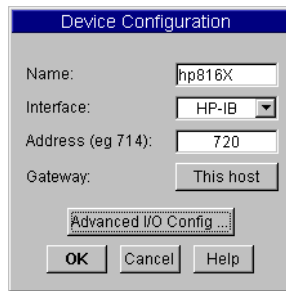 Device Configuration
Name: hp816X
Interface: HP-IB
Address (eg 714): 720
Gateway: This host
Advanced I/O Config ...
OK Cancel Help